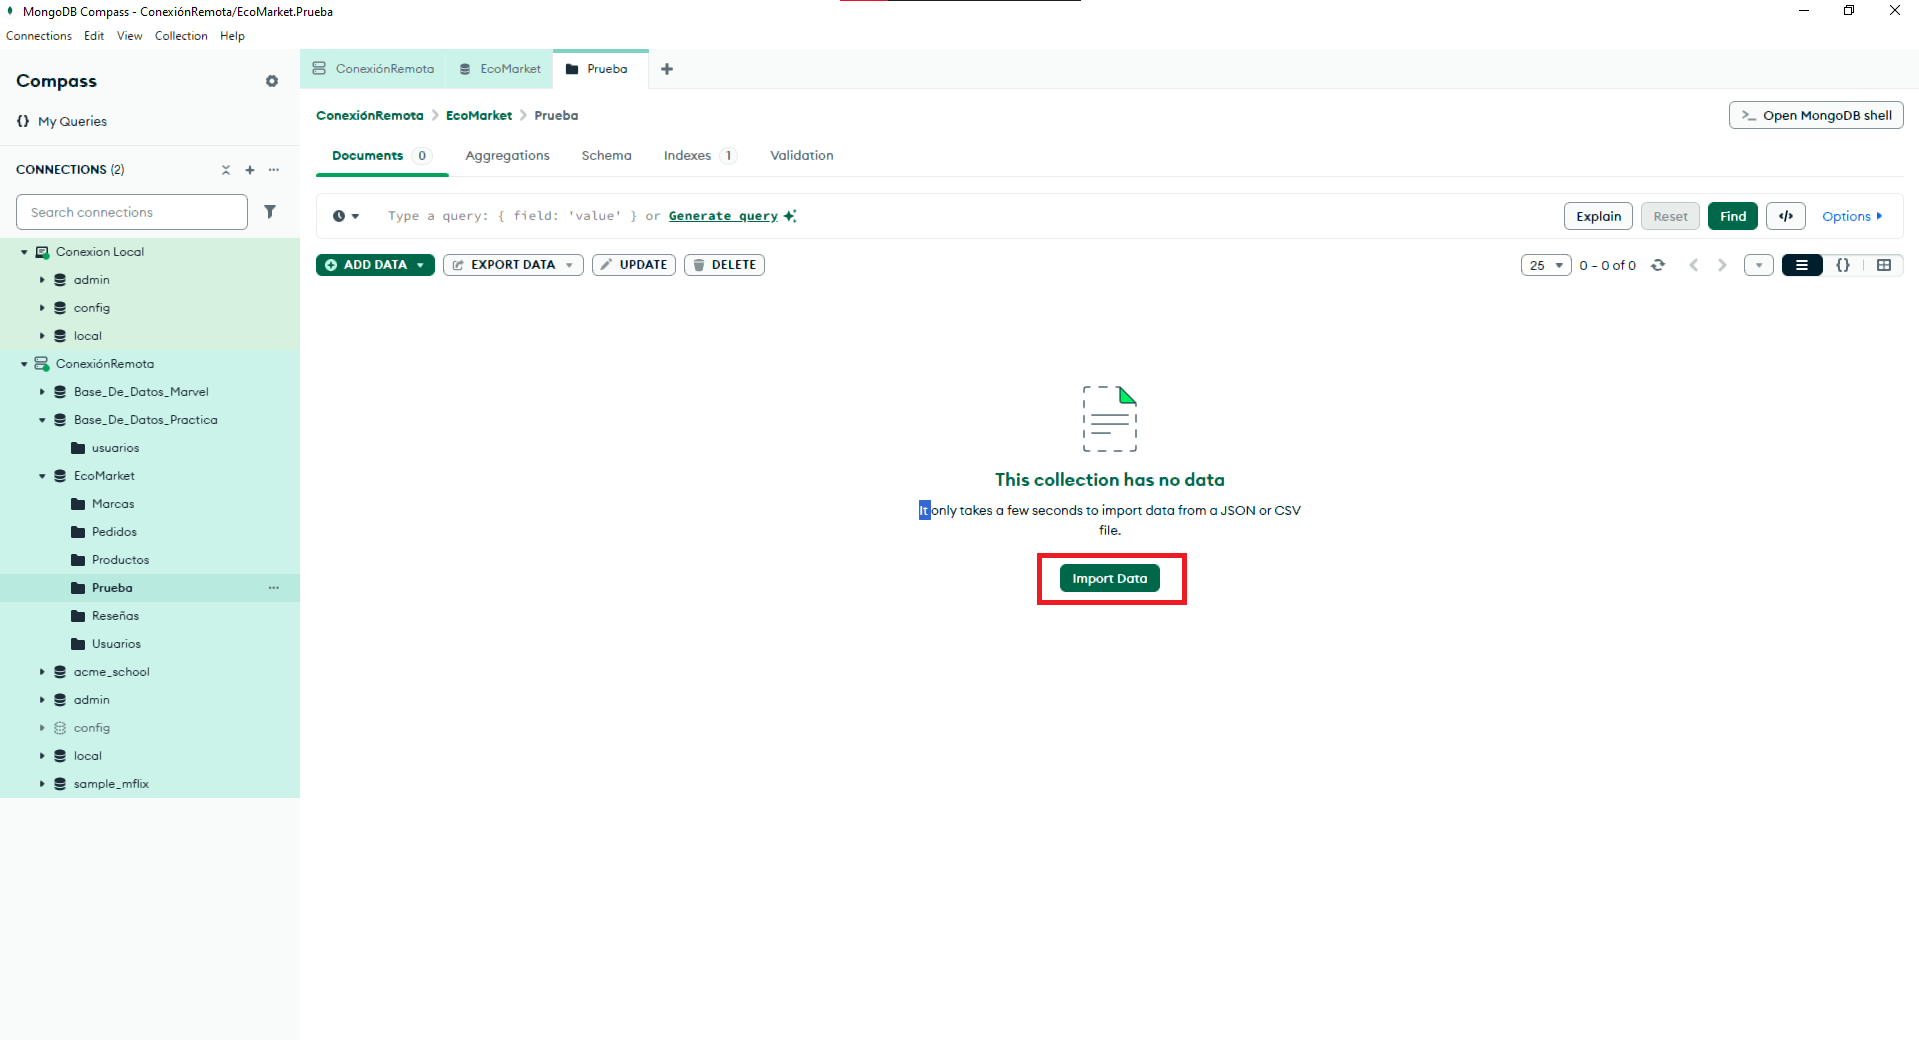 MongoDB Compass - ConexiónRemota/EcoMarket.Prueba
Connections Edit View Collection Help
Compass
My Queries
CONNECTIONS (2)
Search connections
Conexion Local
admin
config
local
ConexiónRemota
Base_De_Datos_Marvel
Base_De_Datos_Practica
usuarios
EcoMarket
Marcas
Pedidos
Productos
Prueba
Reseñas
Usuarios
acme_school
admin
config
local
sample_mflix
ConexiónRemota EcoMarket Prueba
ConexiónRemota > EcoMarket > Prueba
>_ Open MongoDB shell
Documents 0 Aggregations Schema Indexes 1 Validation
Type a query: { field: 'value' } or Generate query
Explain Reset Find </> Options
ADD DATA EXPORT DATA UPDATE DELETE
25 0 – 0 of 0 {}
This collection has no data
It only takes a few seconds to import data from a JSON or CSV
file.
Import Data